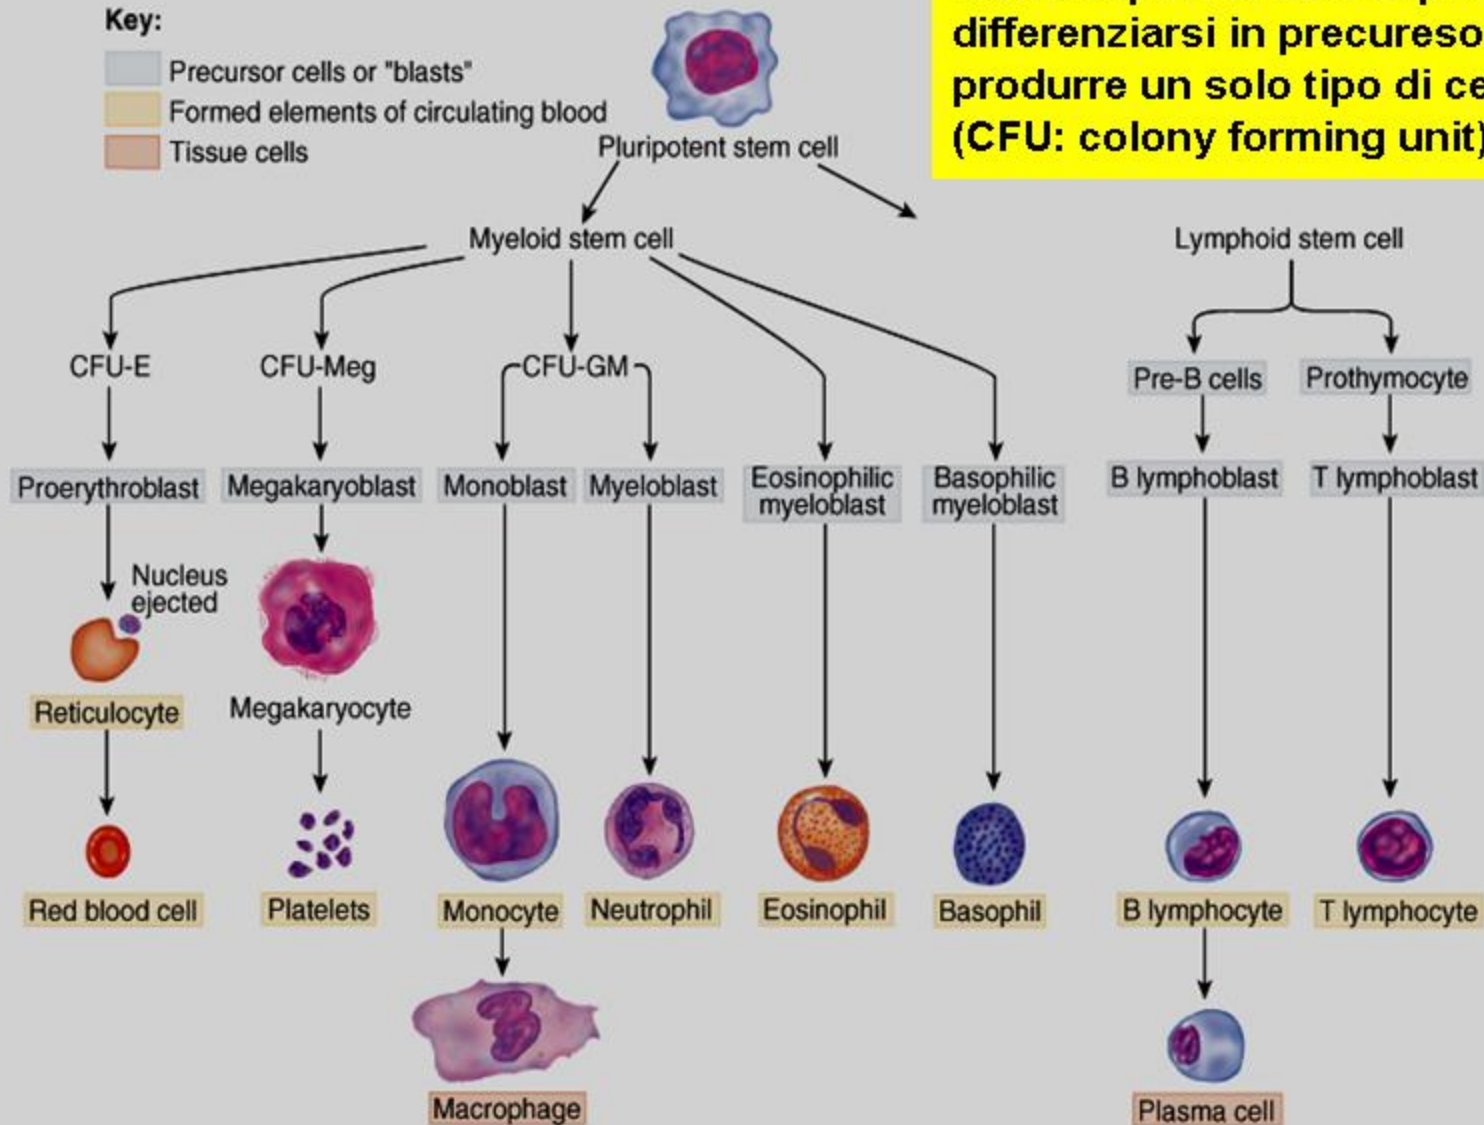 Key:
Precursor cells or "blasts"
Formed elements of circulating blood
Tissue cells
differenziarsi in precureso
produrre un solo tipo di ce
(CFU: colony forming unit)
Pluripotent stem cell
Myeloid stem cell
Lymphoid stem cell
CFU-E
CFU-Meg
CFU-GM
Pre-B cells
Prothymocyte
Proerythroblast
Megakaryoblast
Monoblast
Myeloblast
Eosinophilic
myeloblast
Basophilic
myeloblast
B lymphoblast
T lymphoblast
Nucleus
ejected
Reticulocyte
Megakaryocyte
Red blood cell
Platelets
Monocyte
Neutrophil
Eosinophil
Basophil
B lymphocyte
T lymphocyte
Macrophage
Plasma cell